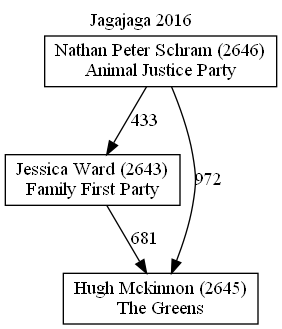 Jagajaga 2016
Nathan Peter Schram (2646)
Animal Justice Party
433
Jessica Ward (2643)
Family First Party
972
681
Hugh Mckinnon (2645)
The Greens